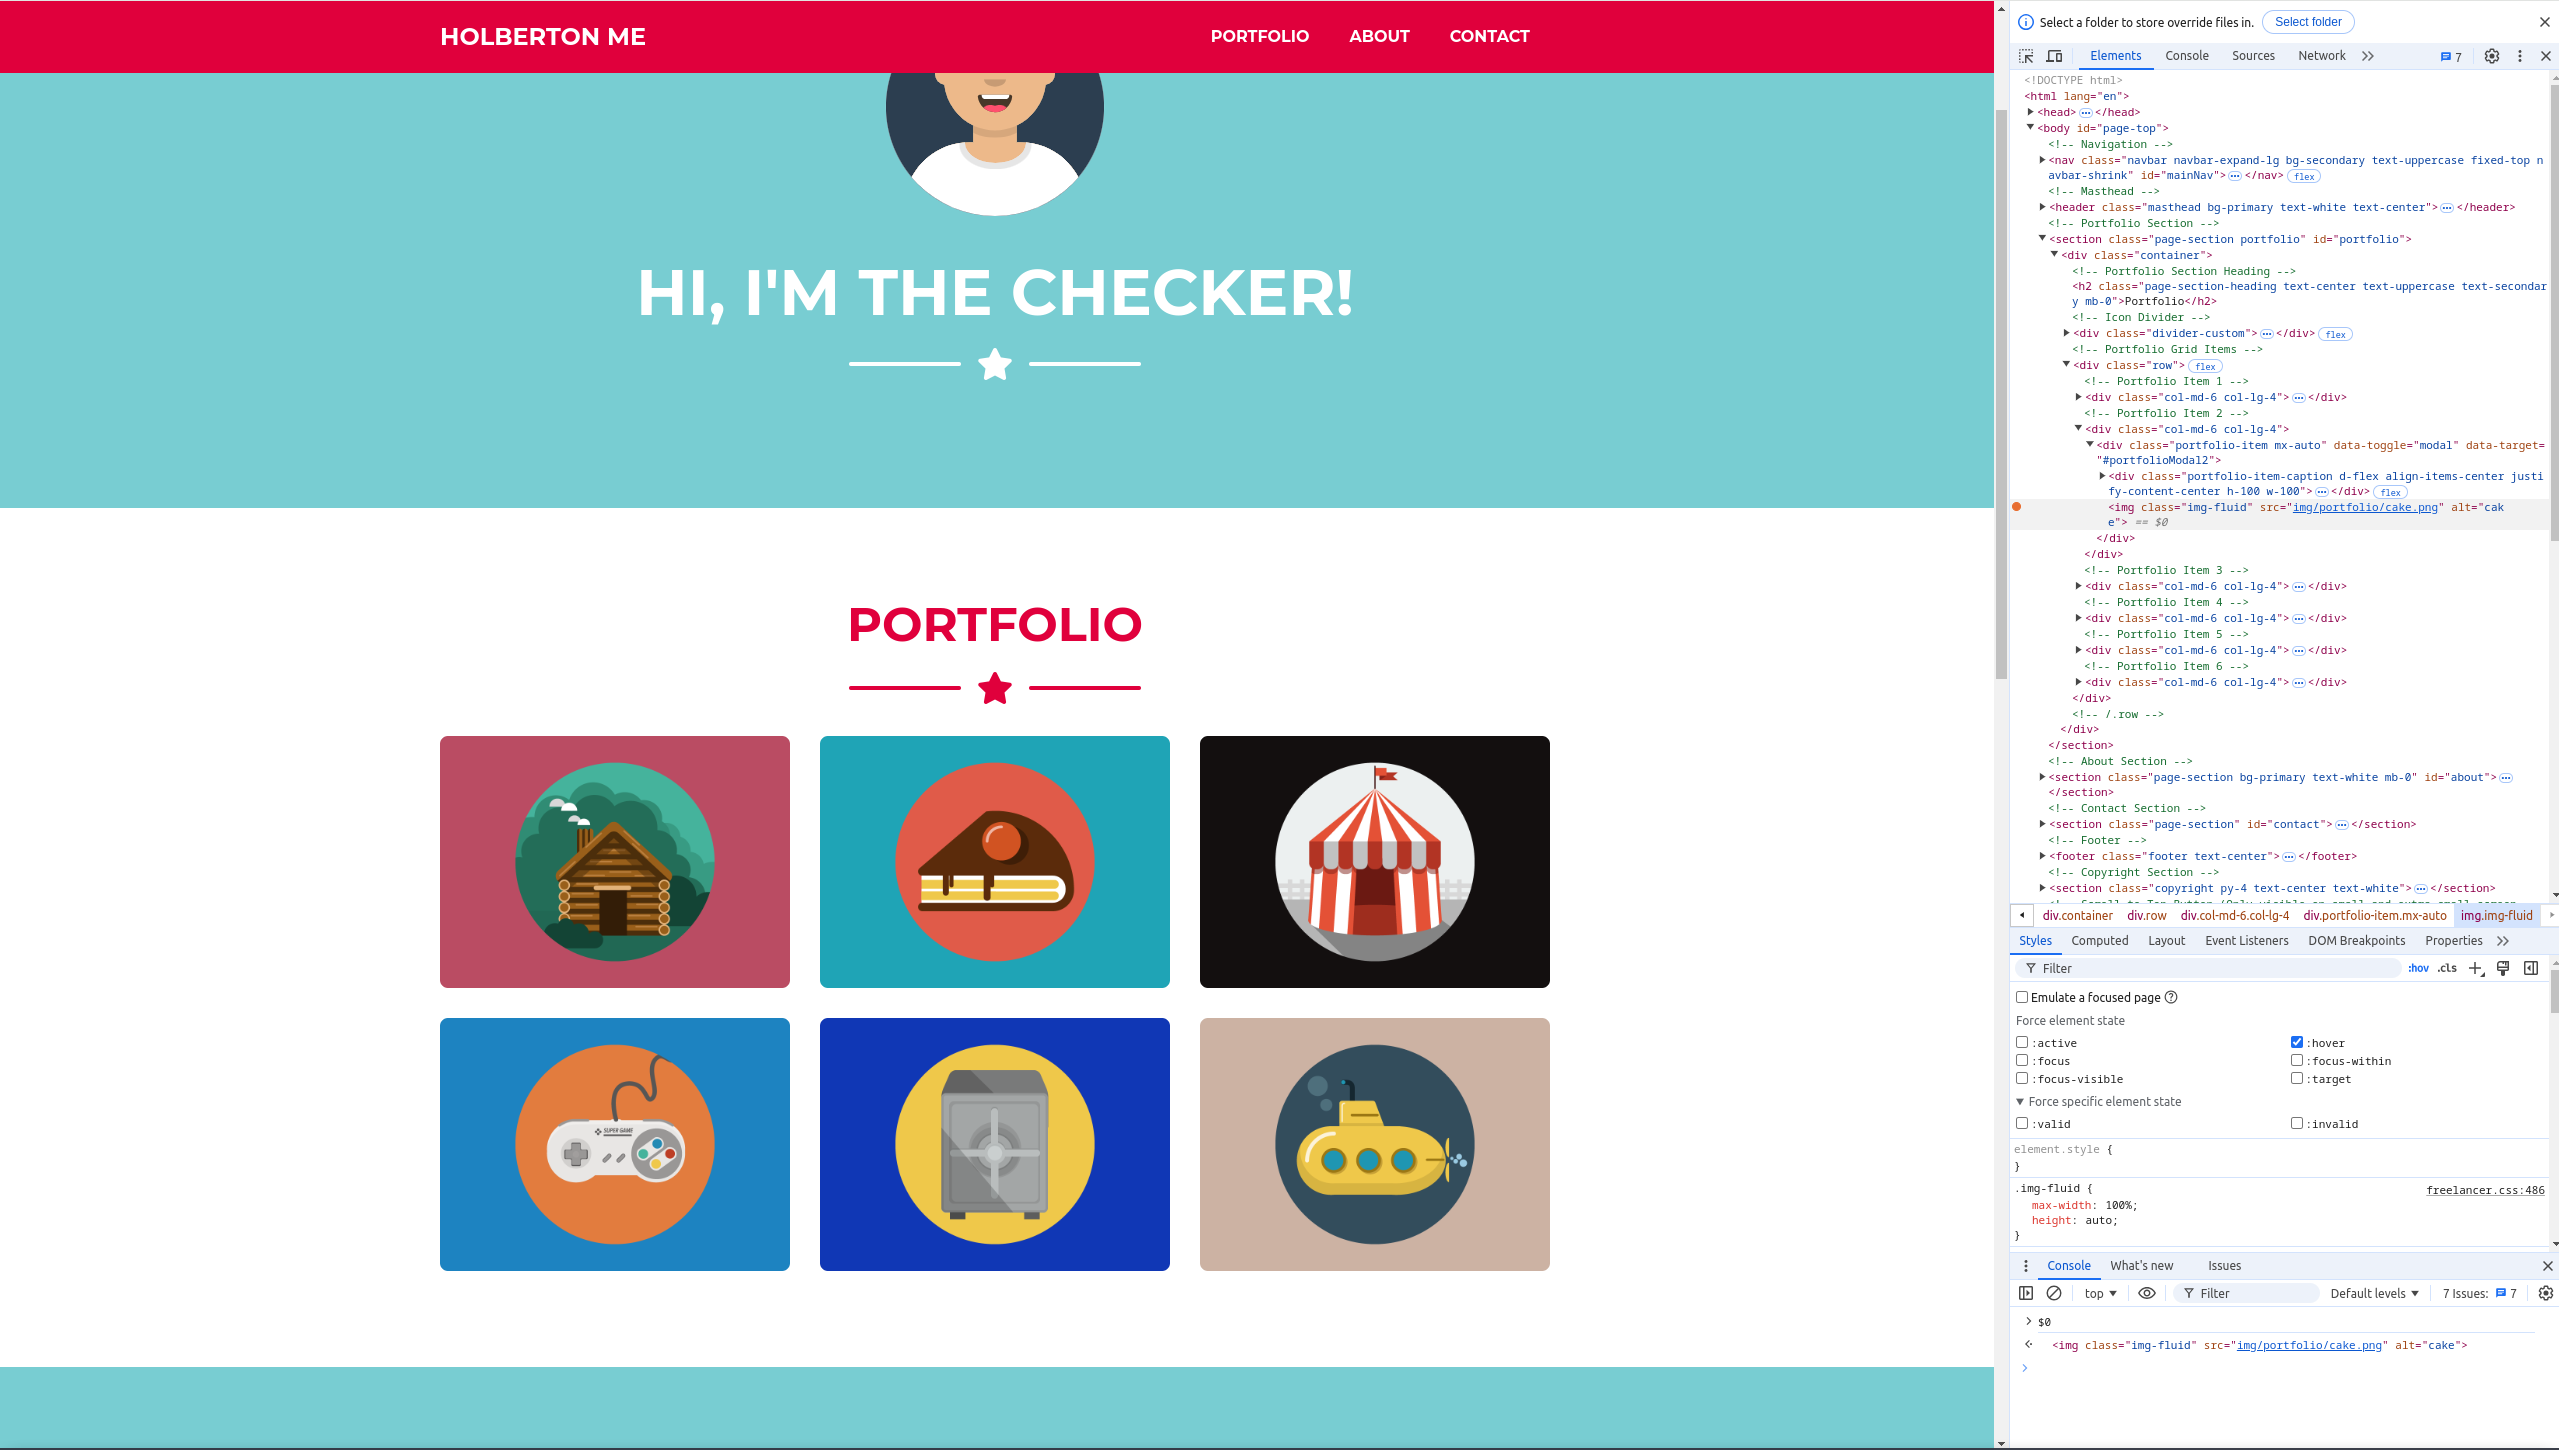 HOLBERTON ME
PORTFOLIO ABOUT CONTACT
HI, I'M THE CHECKER!
PORTFOLIO
SUPER GAME
Select a folder to store override files in. Select folder
Elements Console Sources Network 7
<!DOCTYPE html>
<html lang="en">
<head> </head>
<body id="page-top">
<!-- Navigation -->
<nav class="navbar navbar-expand-lg bg-secondary text-uppercase fixed-top n
avbar-shrink" id="mainNav"> </nav> flex
<!-- Masthead -->
<header class="masthead bg-primary text-white text-center"> </header>
<!-- Portfolio Section -->
<section class="page-section portfolio" id="portfolio">
<div class="container">
<!-- Portfolio Section Heading -->
<h2 class="page-section-heading text-center text-uppercase text-secondar
y mb-0">Portfolio</h2>
<!-- Icon Divider -->
<div class="divider-custom"> </div> flex
<!-- Portfolio Grid Items -->
<div class="row"> flex
<!-- Portfolio Item 1 -->
<div class="col-md-6 col-lg-4"> </div>
<!-- Portfolio Item 2 -->
<div class="col-md-6 col-lg-4">
<div class="portfolio-item mx-auto" data-toggle="modal" data-target=
"#portfolioModal2">
<div class="portfolio-item-caption d-flex align-items-center justi
fy-content-center h-100 w-100"> </div> flex
<img class="img-fluid" src="img/portfolio/cake.png" alt="cak
e"> == $0
</div>
</div>
<!-- Portfolio Item 3 -->
<div class="col-md-6 col-lg-4"> </div>
<!-- Portfolio Item 4 -->
<div class="col-md-6 col-lg-4"> </div>
<!-- Portfolio Item 5 -->
<div class="col-md-6 col-lg-4"> </div>
<!-- Portfolio Item 6 -->
<div class="col-md-6 col-lg-4"> </div>
</div>
<!-- /.row -->
</div>
</section>
<!-- About Section -->
<section class="page-section bg-primary text-white mb-0" id="about">
</section>
<!-- Contact Section -->
<section class="page-section" id="contact"> </section>
<!-- Footer -->
<footer class="footer text-center"> </footer>
<!-- Copyright Section -->
<section class="copyright py-4 text-center text-white"> </section>
div.container div.row div.col-md-6.col-lg-4 div.portfolio-item.mx-auto img.img-fluid
Styles Computed Layout Event Listeners DOM Breakpoints Properties
Filter :hov .cls
Emulate a focused page
Force element state
:active :hover
:focus :focus-within
:focus-visible :target
Force specific element state
:valid :invalid
element.style {
}
.img-fluid { freelancer.css:486
max-width: 100%;
height: auto;
}
Console What's new Issues
top Filter Default levels 7 Issues: 7
$0
<img class="img-fluid" src="img/portfolio/cake.png" alt="cake">